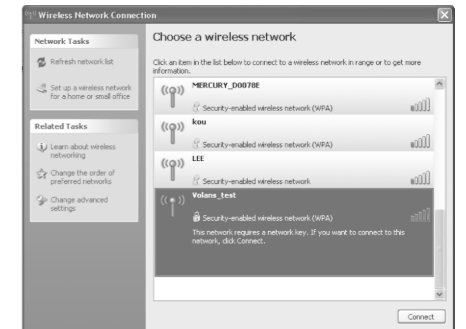 Wireless Network Connection
Network Tasks
Refresh network list
Set up a wireless network
for a home or small office
Related Tasks
Learn about wireless
networking
Change the order of
preferred networks
Change advanced
settings
Choose a wireless network
Click an item in the list below to connect to a wireless network in range or to get more
information.
MERCURY_D0078E
Security-enabled wireless network (WPA)
kou
Security-enabled wireless network (WPA)
LEE
Security-enabled wireless network
Volans_test
Security-enabled wireless network (WPA)
This network requires a network key. If you want to connect to this
network, click Connect.
Connect